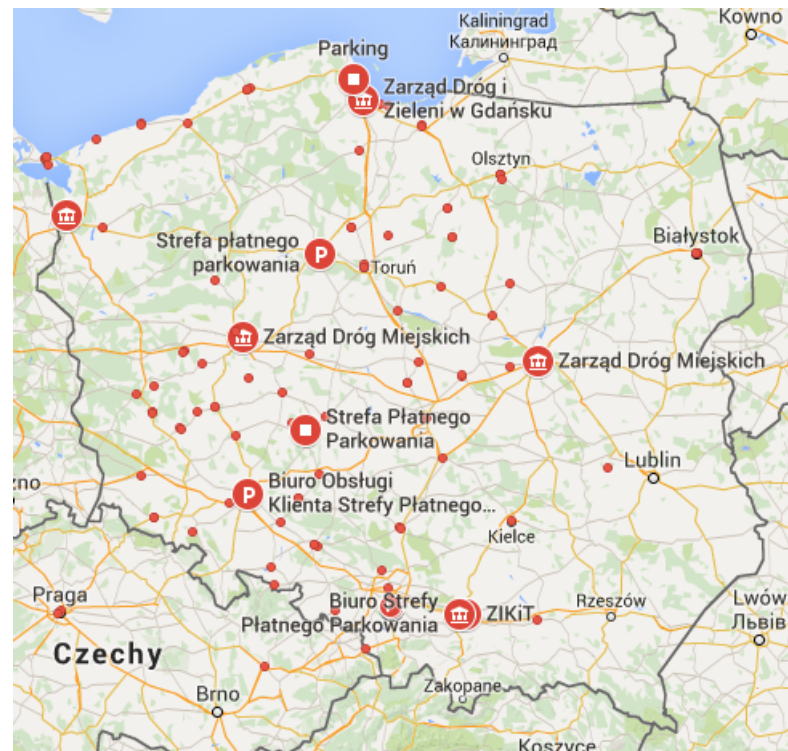 Kaliningrad
Калининград
Kowno
Parking
Zarząd Dróg i
Zieleni w Gdańsku
Olsztyn
Białystok
Strefa płatnego
parkowania
Toruń
Zarząd Dróg Miejskich
Zarząd Dróg Miejskich
Strefa Płatnego
Parkowania
Lublin
zno
Biuro Obsługi
Klienta Strefy Płatnego...
Kielce
Praga
Biuro Strefy
Płatnego Parkowania
ZIKiT
Rzeszów
Lwów
Львів
Czechy
Zakopane
Brno
Koszyce
P
P